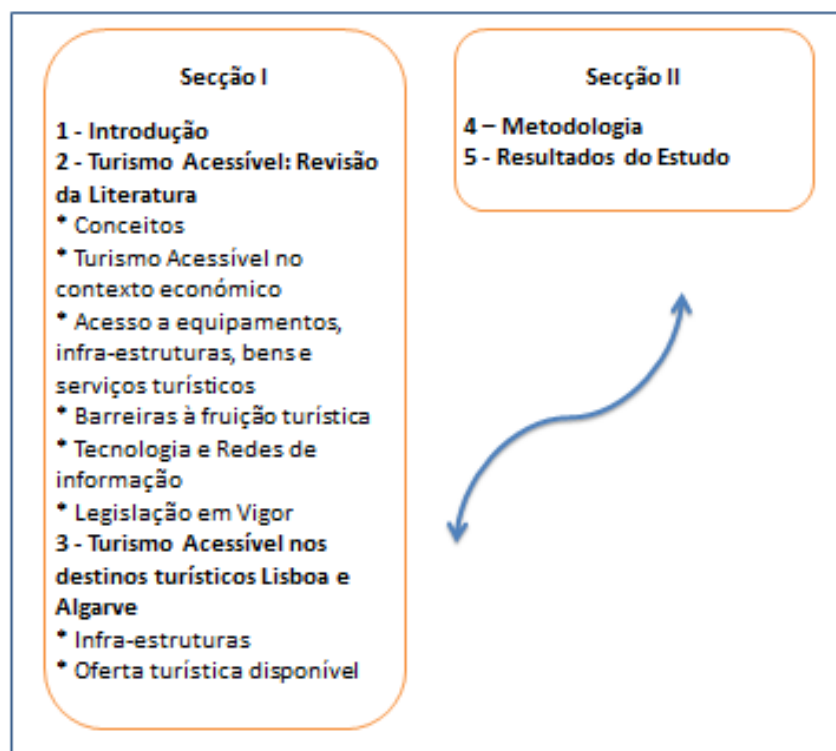 Secção I
1 - Introdução
2 - Turismo Acessível: Revisão
da Literatura
* Conceitos
* Turismo Acessível no
contexto económico
* Acesso a equipamentos,
infra-estruturas, bens e
serviços turísticos
* Barreiras à fruição turística
* Tecnologia e Redes de
informação
* Legislação em Vigor
3 - Turismo Acessível nos
destinos turísticos Lisboa e
Algarve
* Infra-estruturas
* Oferta turística disponível
Secção II
4 – Metodologia
5 - Resultados do Estudo